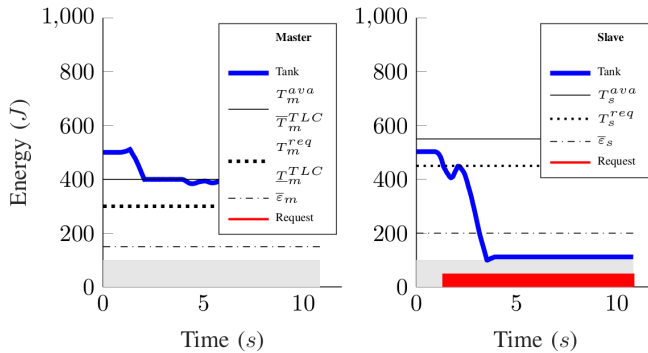 1,000
800
600
400
200
0
Energy (J)
0
5
10
Time (s)
Master
Tank
T_m^{ava}
T̅_m^{TLC}
T_m^{req}
T̲_m^{TLC}
ε̅_m
Request
1,000
800
600
400
200
0
0
5
10
Time (s)
Slave
Tank
T_s^{ava}
T_s^{req}
ε̅_s
Request